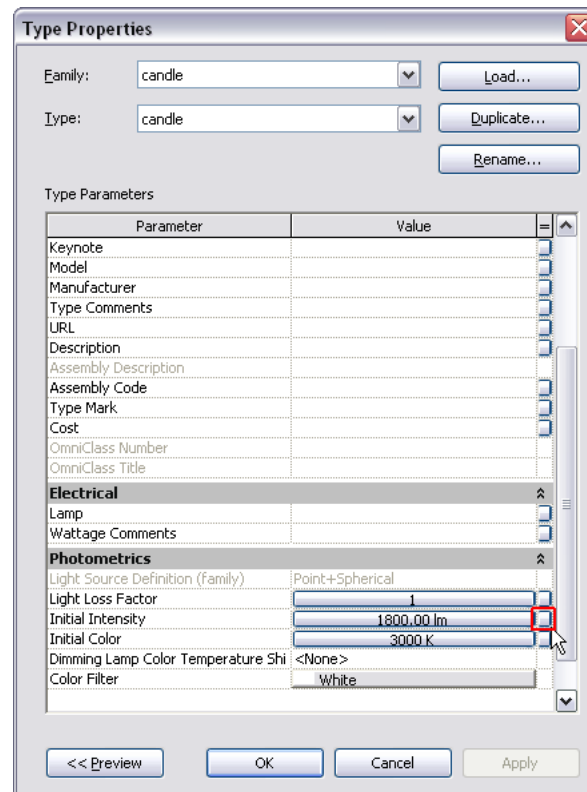 Type Properties
Family: candle Load...
Type: candle Duplicate...
Rename...
Type Parameters
Parameter Value =
Keynote
Model
Manufacturer
Type Comments
URL
Description
Assembly Description
Assembly Code
Type Mark
Cost
OmniClass Number
OmniClass Title
Electrical
Lamp
Wattage Comments
Photometrics
Light Source Definition (family) Point+Spherical
Light Loss Factor 1
Initial Intensity 1800,00 lm
Initial Color 3000 K
Dimming Lamp Color Temperature Shi <None>
Color Filter White
<< Preview OK Cancel Apply